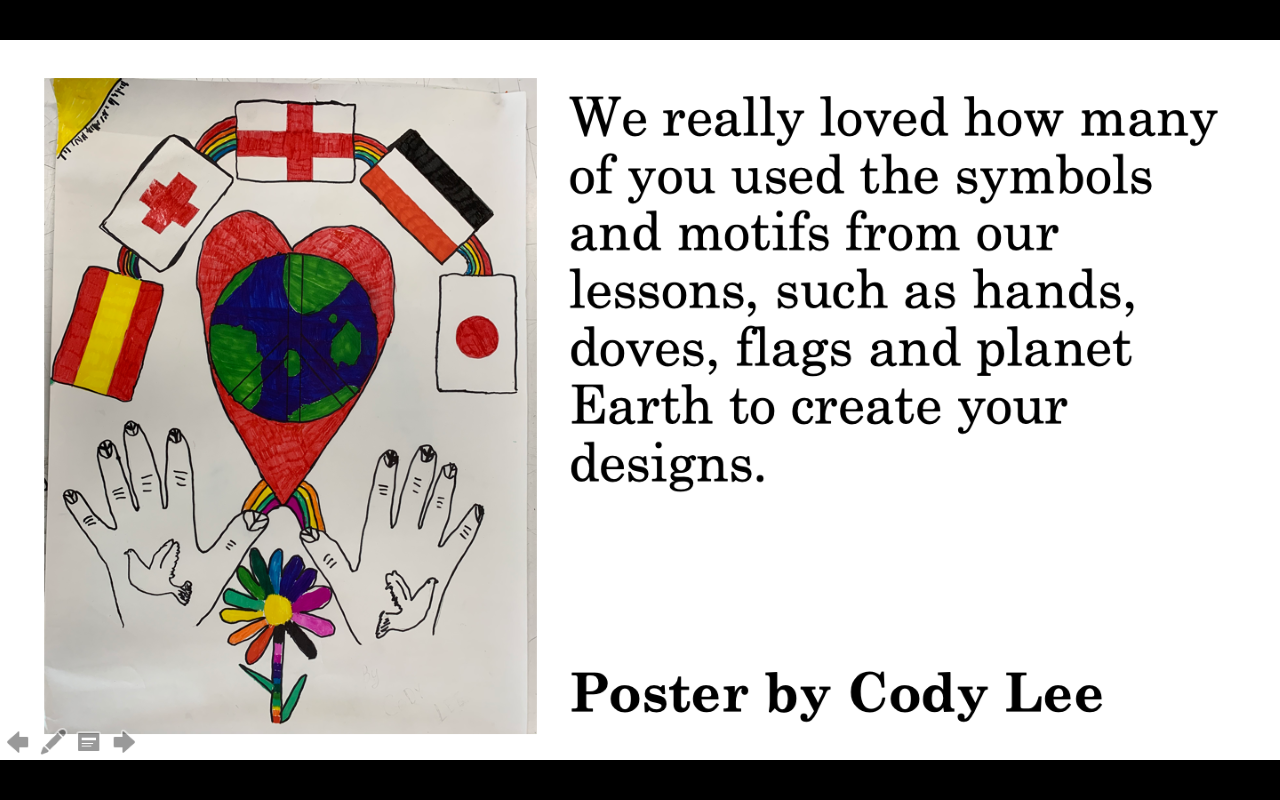 We really loved how many
of you used the symbols
and motifs from our
lessons, such as hands,
doves, flags and planet
Earth to create your
designs.
Poster by Cody Lee